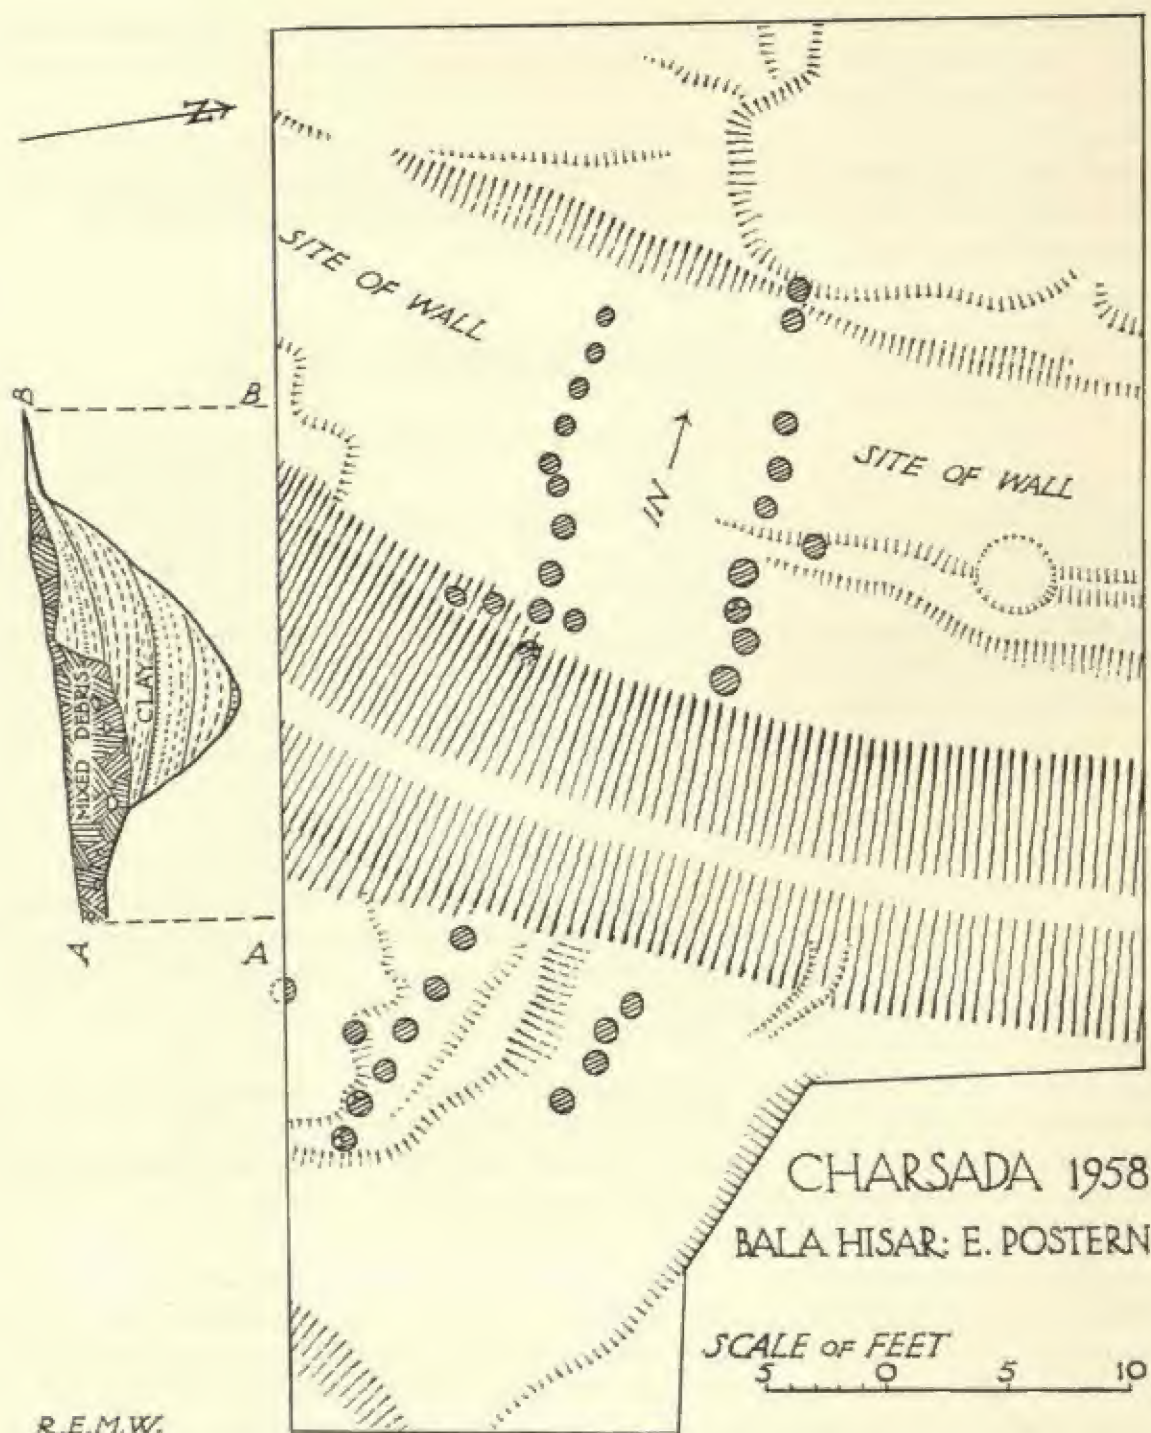 N
SITE OF WALL
B
B
IN
SITE OF WALL
MIXED DEBRIS
CLAY
A
A
CHARSADA 1958
BALA HISAR: E. POSTERN
SCALE OF FEET
5 0 5 10
R.E.M.W.